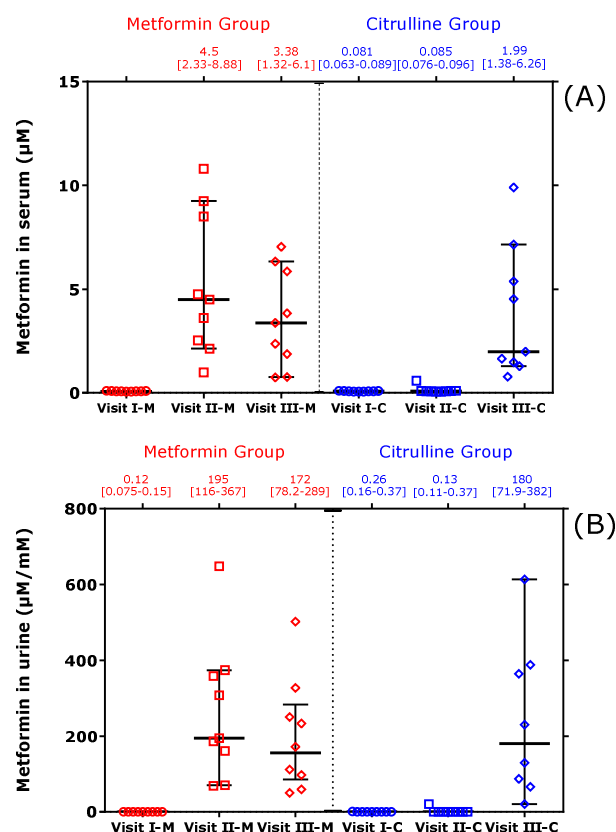 Metformin Group Citrulline Group
4.5 3.38 0.081 0.085 1.99
[2.33-8.88] [1.32-6.1] [0.063-0.089] [0.076-0.096] [1.38-6.26]
(A)
Metformin in serum (µM)
15
10
5
0
Visit I-M Visit II-M Visit III-M Visit I-C Visit II-C Visit III-C
Metformin Group Citrulline Group
0.12 195 172 0.26 0.13 180
[0.075-0.15] [116-367] [78.2-289] [0.16-0.37] [0.11-0.37] [71.9-382]
(B)
Metformin in urine (µM/mM)
800
600
400
200
0
Visit I-M Visit II-M Visit III-M Visit I-C Visit II-C Visit III-C